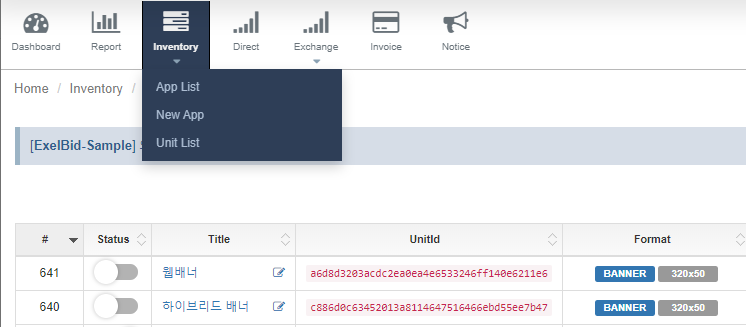 Dashboard Report Inventory Direct Exchange Invoice Notice
App List
New App
Unit List
Home / Inventory /
[ExelBid-Sample]
# Status Title UnitId Format
641 웹배너 a6d8d3203acdc2ea0ea4e6533246ff140e6211e6 BANNER 320x50
640 하이브리드 배너 c886d0c63452013a8114647516466ebd55ee7b47 BANNER 320x50